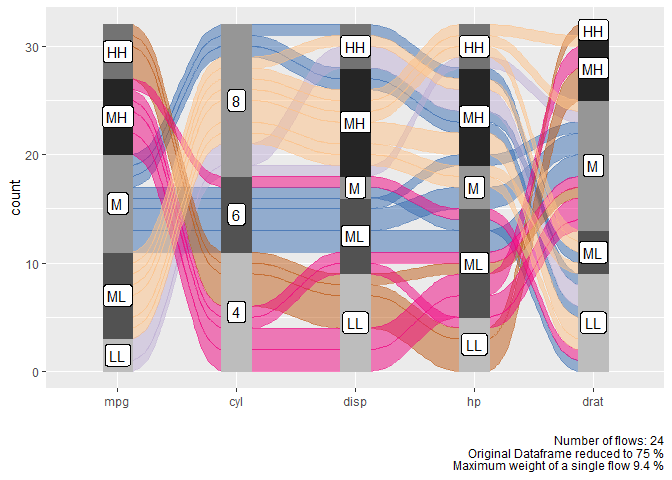 30
20
10
0
count
HH
MH
M
ML
LL
8
6
4
HH
MH
M
ML
LL
HH
MH
M
ML
LL
HH
MH
M
ML
LL
mpg cyl disp hp drat
Number of flows: 24
Original Dataframe reduced to 75 %
Maximum weight of a single flow 9.4 %